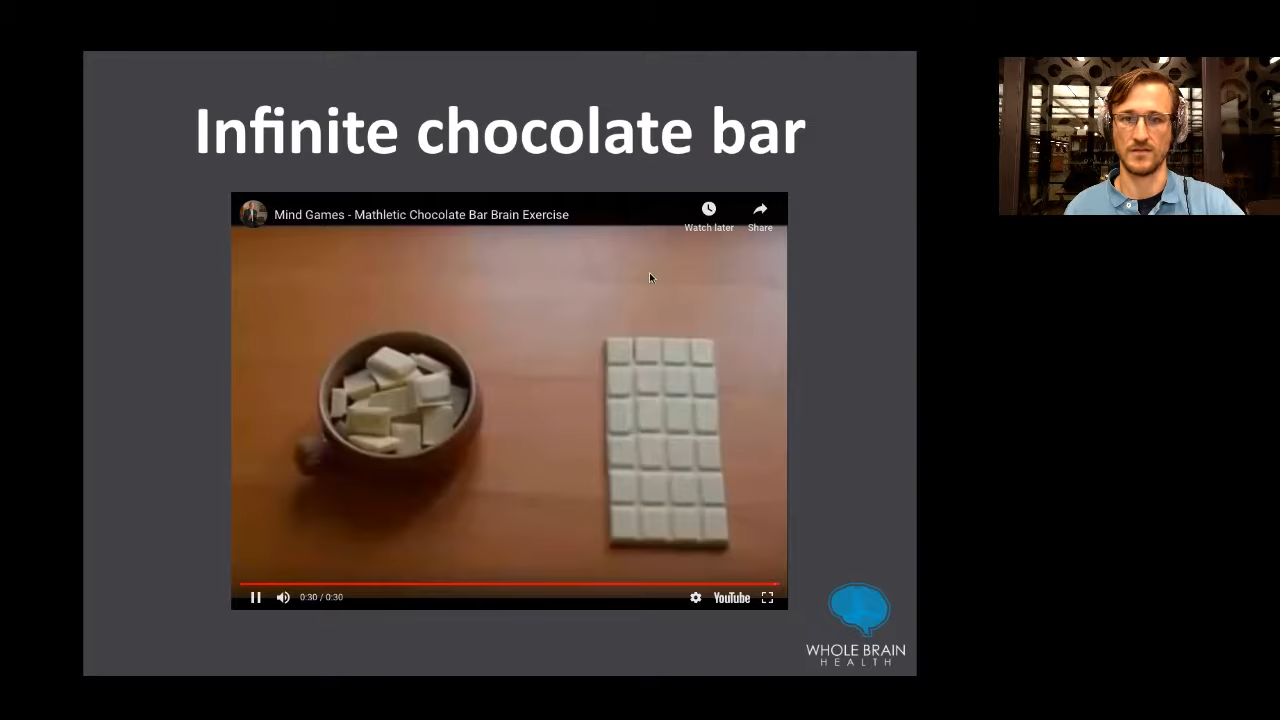 Infinite chocolate bar
Mind Games - Mathletic Chocolate Bar Brain Exercise
Watch later
Share
0:30 / 0:30
YouTube
WHOLE BRAIN
HEALTH